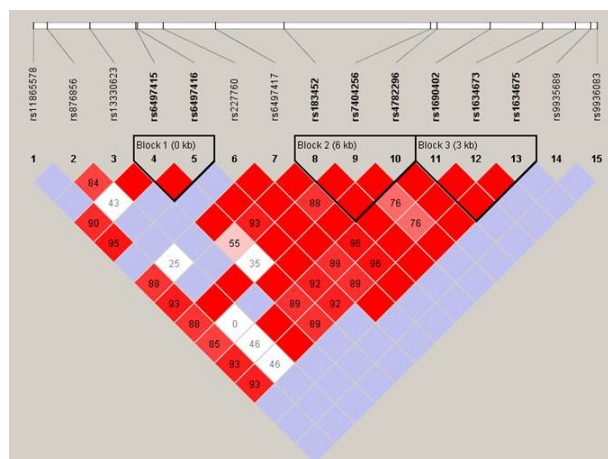 rs11865578
rs876856
rs13330623
rs6497415
rs6497416
rs227760
rs6497417
rs183452
rs7404256
rs4782296
rs1690402
rs1634673
rs1634675
rs9935689
rs9936083
Block 1 (0 kb)
Block 2 (6 kb)
Block 3 (3 kb)
1 2 3 4 5 6 7 8 9 10 11 12 13 14 15
84
43 88 76
90 93 76
95 55 96
25 35 89 96
88 92 89
93 89 92
88 0 89
85 46
93 46
93